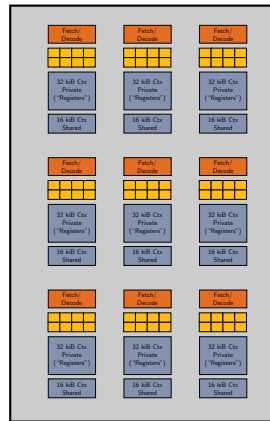 Fetch/ Fetch/ Fetch/
Decode Decode Decode
32 kiB Ctx 32 kiB Ctx 32 kiB Ctx
Private Private Private
("Registers") ("Registers") ("Registers")
16 kiB Ctx 16 kiB Ctx 16 kiB Ctx
Shared Shared Shared
Fetch/ Fetch/ Fetch/
Decode Decode Decode
32 kiB Ctx 32 kiB Ctx 32 kiB Ctx
Private Private Private
("Registers") ("Registers") ("Registers")
16 kiB Ctx 16 kiB Ctx 16 kiB Ctx
Shared Shared Shared
Fetch/ Fetch/ Fetch/
Decode Decode Decode
32 kiB Ctx 32 kiB Ctx 32 kiB Ctx
Private Private Private
("Registers") ("Registers") ("Registers")
16 kiB Ctx 16 kiB Ctx 16 kiB Ctx
Shared Shared Shared